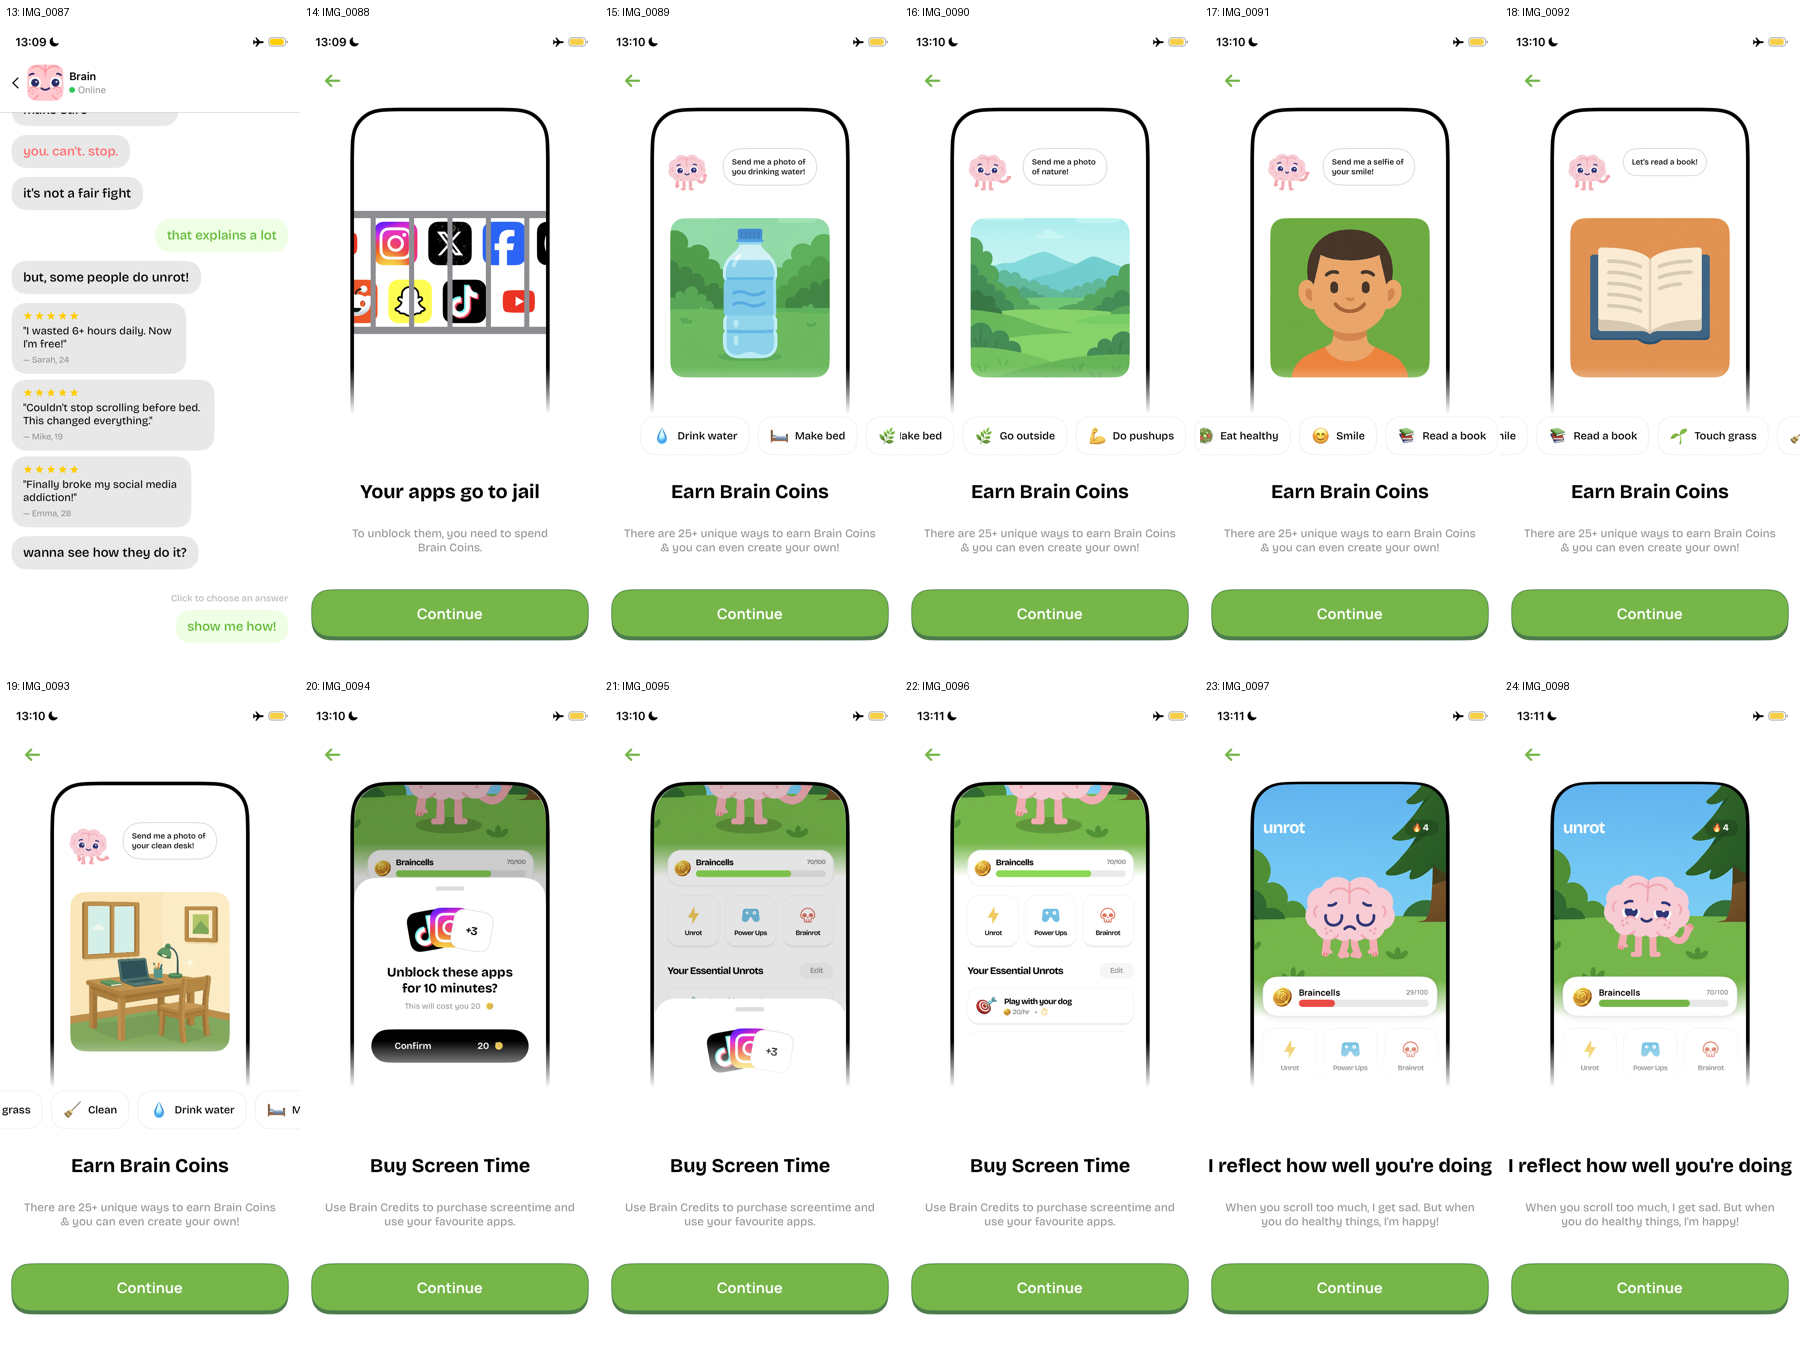 13: IMG_0087
13:09
Brain
Online
you. can't. stop.
it's not a fair fight
that explains a lot
but, some people do unrot!
"I wasted 6+ hours daily. Now
I'm free!"
— Sarah, 24
"Couldn't stop scrolling before bed.
This changed everything."
— Mike, 19
"Finally broke my social media
addiction!"
— Emma, 28
wanna see how they do it?
Click to choose an answer
show me how!
14: IMG_0088
13:09
Your apps go to jail
To unblock them, you need to spend
Brain Coins.
Continue
15: IMG_0089
13:10
Send me a photo of
you drinking water!
Drink water
Make bed
Earn Brain Coins
There are 25+ unique ways to earn Brain Coins
& you can even create your own!
Continue
16: IMG_0090
13:10
Send me a photo
of nature!
lake bed
Go outside
Do pushups
Earn Brain Coins
There are 25+ unique ways to earn Brain Coins
& you can even create your own!
Continue
17: IMG_0091
13:10
Send me a selfie of
your smile!
Eat healthy
Smile
Read a book
Earn Brain Coins
There are 25+ unique ways to earn Brain Coins
& you can even create your own!
Continue
18: IMG_0092
13:10
Let's read a book!
nile
Read a book
Touch grass
Earn Brain Coins
There are 25+ unique ways to earn Brain Coins
& you can even create your own!
Continue
19: IMG_0093
13:10
Send me a photo of
your clean desk!
grass
Clean
Drink water
M
Earn Brain Coins
There are 25+ unique ways to earn Brain Coins
& you can even create your own!
Continue
20: IMG_0094
13:10
Braincells
70/100
+3
Unblock these apps
for 10 minutes?
This will cost you 20
Confirm 20
Buy Screen Time
Use Brain Credits to purchase screentime and
use your favourite apps.
Continue
21: IMG_0095
13:10
Braincells
70/100
Unrot
Power Ups
Brainrot
Your Essential Unrots
Edit
+3
Buy Screen Time
Use Brain Credits to purchase screentime and
use your favourite apps.
Continue
22: IMG_0096
13:11
Braincells
70/100
Unrot
Power Ups
Brainrot
Your Essential Unrots
Edit
Play with your dog
20/hr •
Buy Screen Time
Use Brain Credits to purchase screentime and
use your favourite apps.
Continue
23: IMG_0097
13:11
unrot
4
Braincells
29/100
Unrot
Power Ups
Brainrot
I reflect how well you're doing
When you scroll too much, I get sad. But when
you do healthy things, I'm happy!
Continue
24: IMG_0098
13:11
unrot
4
Braincells
70/100
Unrot
Power Ups
Brainrot
I reflect how well you're doing
When you scroll too much, I get sad. But when
you do healthy things, I'm happy!
Continue